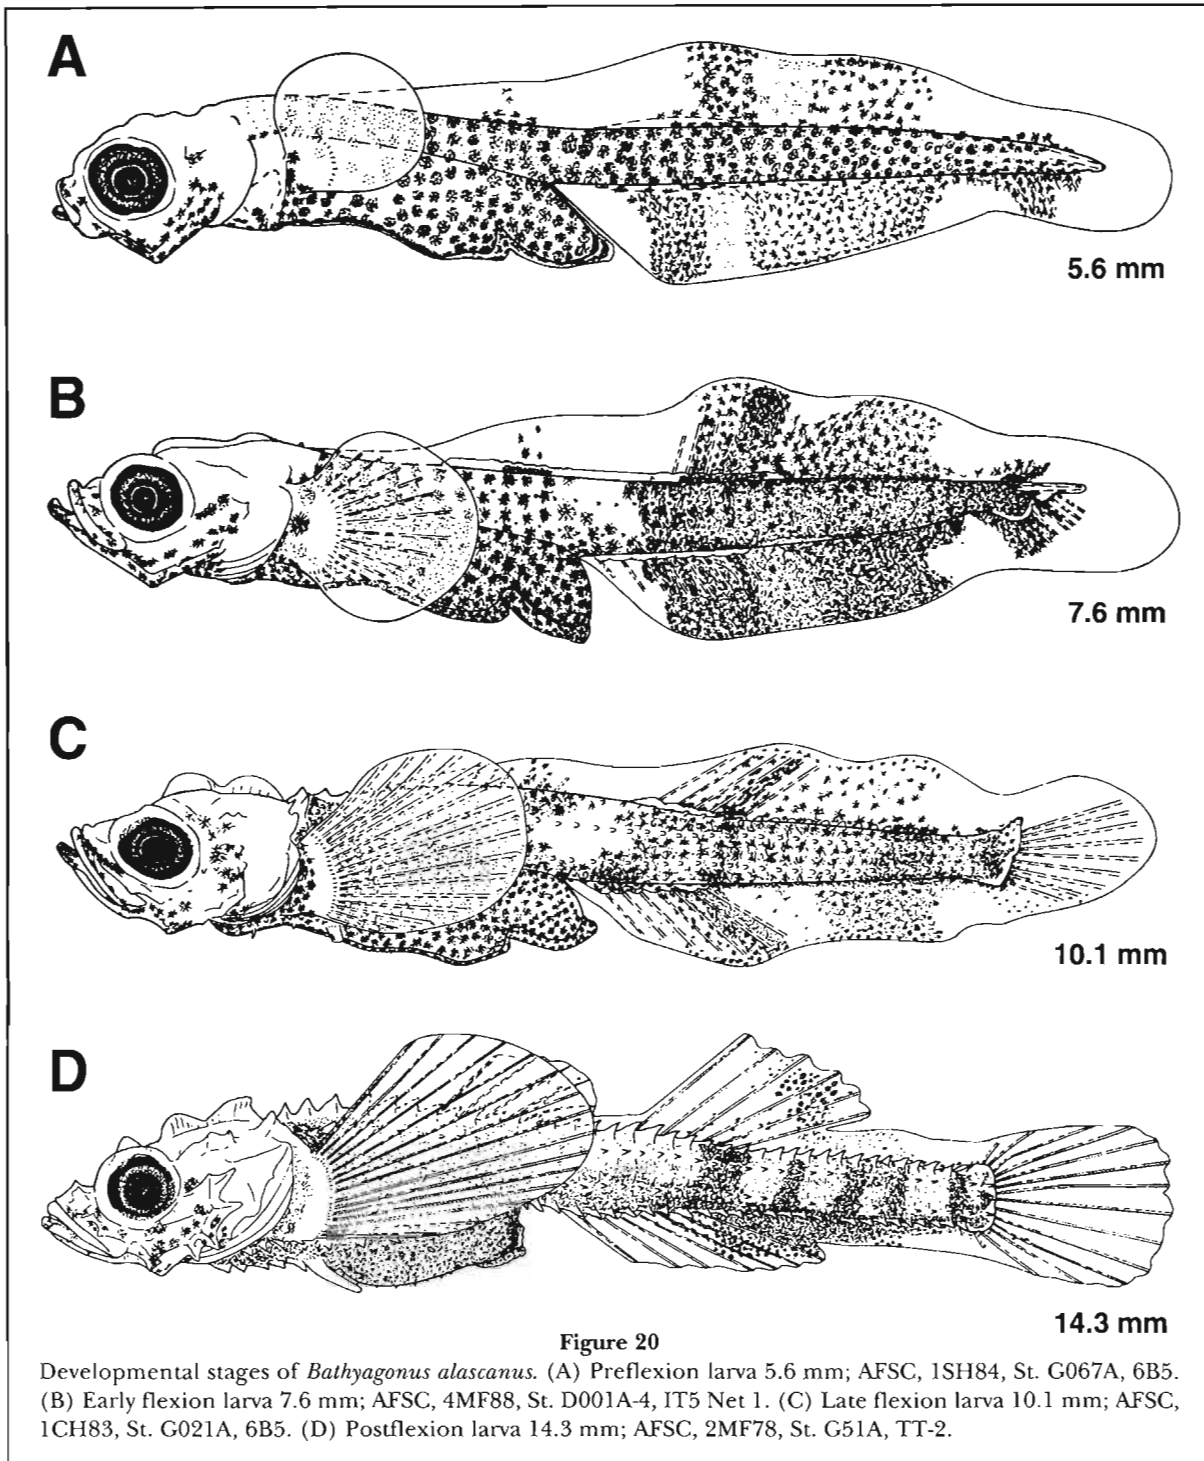 A
5.6 mm
B
7.6 mm
C
10.1 mm
D
14.3 mm
Figure 20
Developmental stages of Bathyagonus alascanus. (A) Preflexion larva 5.6 mm; AFSC, 1SH84, St. G067A, 6B5.
(B) Early flexion larva 7.6 mm; AFSC, 4MF88, St. D001A-4, IT5 Net 1. (C) Late flexion larva 10.1 mm; AFSC,
1CH83, St. G021A, 6B5. (D) Postflexion larva 14.3 mm; AFSC, 2MF78, St. G51A, TT-2.